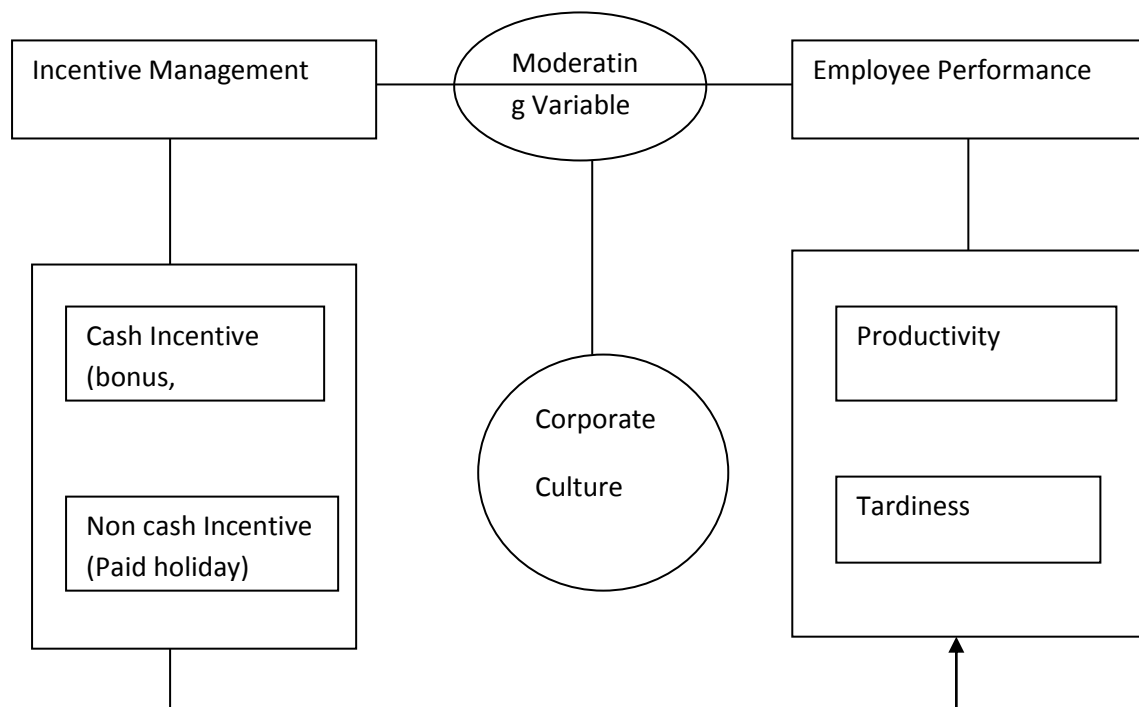 Incentive Management
Moderatin
g Variable
Employee Performance
Cash Incentive
(bonus,
Non cash Incentive
(Paid holiday)
Corporate
Culture
Productivity
Tardiness